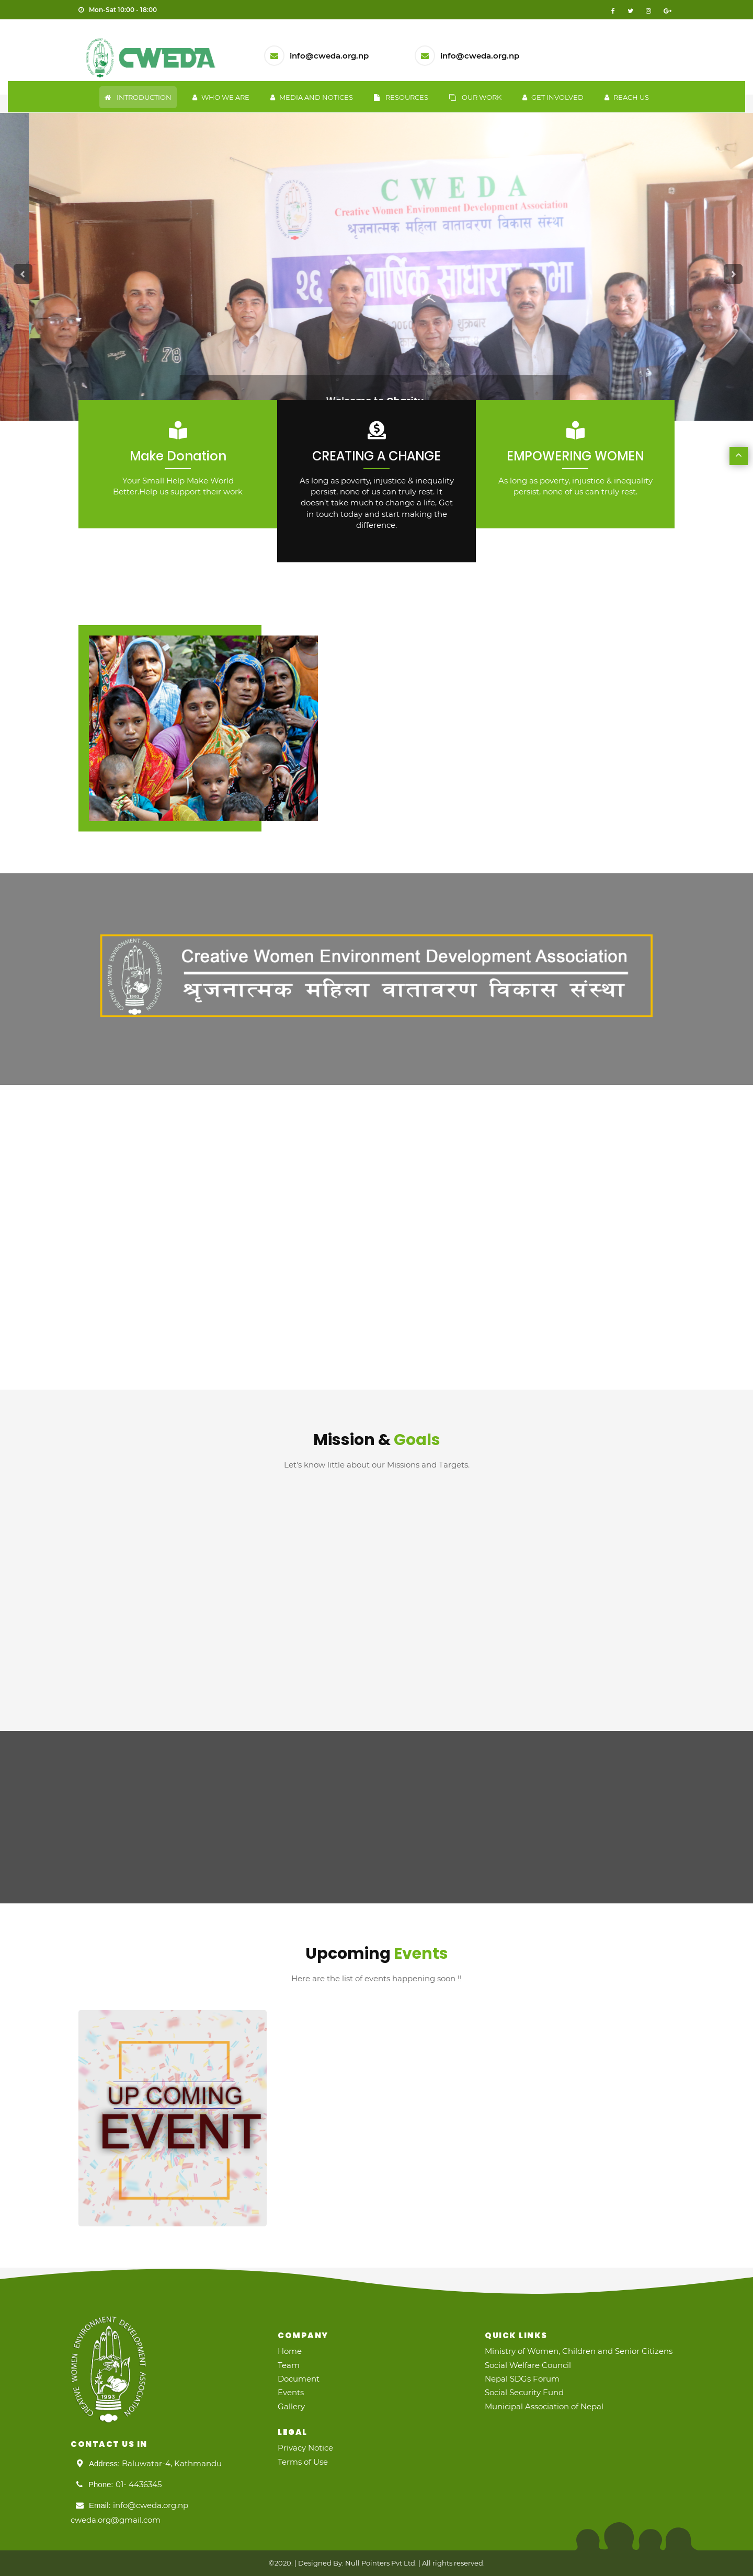 Mon-Sat 10:00 - 18:00
CWEDA
info@cweda.org.np
info@cweda.org.np
INTRODUCTION
WHO WE ARE
MEDIA AND NOTICES
RESOURCES
OUR WORK
GET INVOLVED
REACH US
C W E D A
Creative Women Environment Development Association
सृजनात्मक महिला वातावरण विकास संस्था
२६ औं वार्षिक साधारण सभा
78
Welcome to Charity
Make Donation
Your Small Help Make World
Better.Help us support their work
CREATING A CHANGE
As long as poverty, injustice & inequality
persist, none of us can truly rest. It
doesn't take much to change a life, Get
in touch today and start making the
difference.
EMPOWERING WOMEN
As long as poverty, injustice & inequality
persist, none of us can truly rest.
CREATIVE WOMEN ENVIRONMENT DEVELOPMENT ASSOCIATION
Creative Women Environment Development Association
श्रृजनात्मक महिला वातावरण विकास संस्था
Mission & Goals
Let's know little about our Missions and Targets.
Upcoming Events
Here are the list of events happening soon !!
UP COMING
EVENT
CREATIVE WOMEN ENVIRONMENT DEVELOPMENT ASSOCIATION
1993
CONTACT US IN
Address: Baluwatar-4, Kathmandu
Phone: 01- 4436345
Email: info@cweda.org.np
cweda.org@gmail.com
COMPANY
Home
Team
Document
Events
Gallery
LEGAL
Privacy Notice
Terms of Use
QUICK LINKS
Ministry of Women, Children and Senior Citizens
Social Welfare Council
Nepal SDGs Forum
Social Security Fund
Municipal Association of Nepal
©2020. | Designed By: Null Pointers Pvt.Ltd. | All rights reserved.